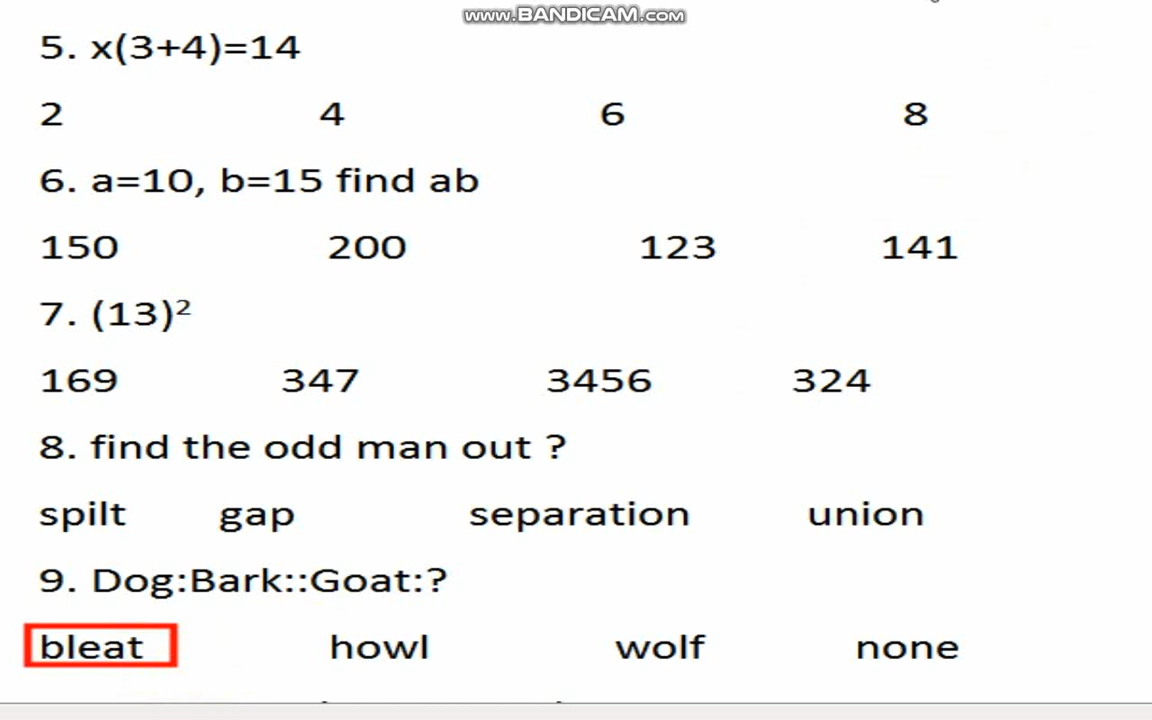 www.BANDICAM.com
5. x(3+4)=14
2 4 6 8
6. a=10, b=15 find ab
150 200 123 141
7. (13)²
169 347 3456 324
8. find the odd man out ?
spilt gap separation union
9. Dog:Bark::Goat:?
bleat howl wolf none